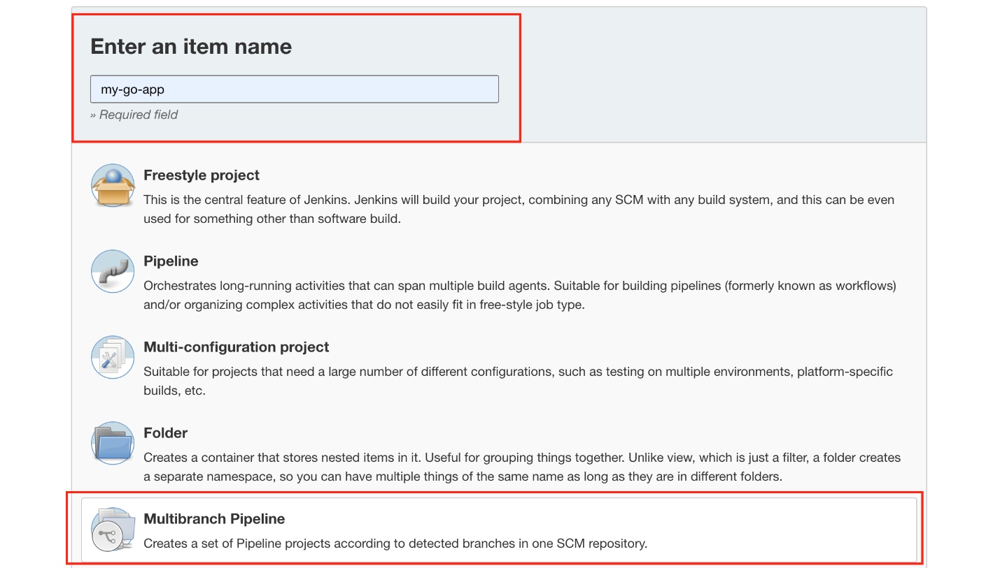 Enter an item name
my-go-app
» Required field
Freestyle project
This is the central feature of Jenkins. Jenkins will build your project, combining any SCM with any build system, and this can be even
used for something other than software build.
Pipeline
Orchestrates long-running activities that can span multiple build agents. Suitable for building pipelines (formerly known as workflows)
and/or organizing complex activities that do not easily fit in free-style job type.
Multi-configuration project
Suitable for projects that need a large number of different configurations, such as testing on multiple environments, platform-specific
builds, etc.
Folder
Creates a container that stores nested items in it. Useful for grouping things together. Unlike view, which is just a filter, a folder creates
a separate namespace, so you can have multiple things of the same name as long as they are in different folders.
Multibranch Pipeline
Creates a set of Pipeline projects according to detected branches in one SCM repository.